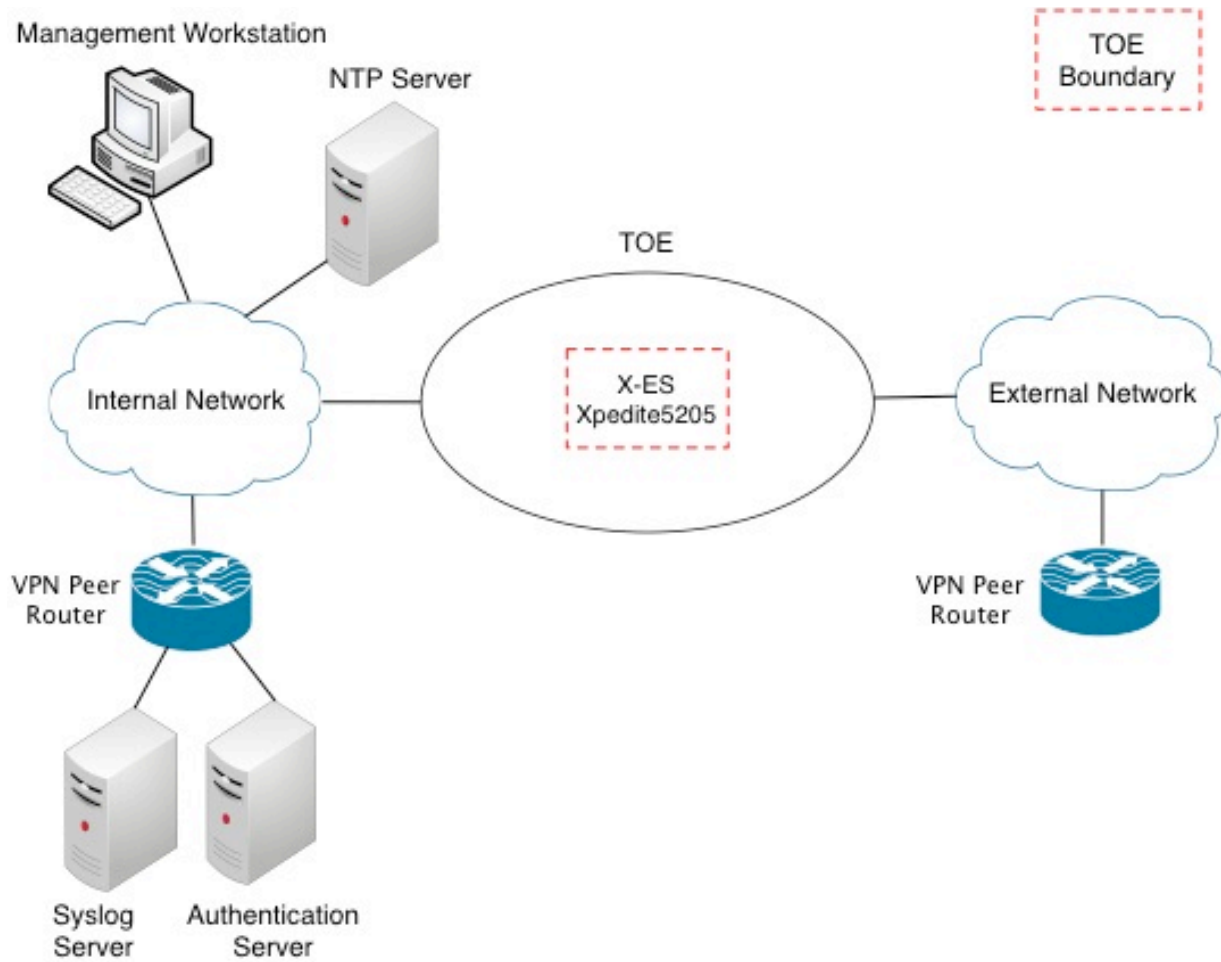 Management Workstation
NTP Server
TOE
Boundary
TOE
X-ES
Xpedite5205
Internal Network
External Network
VPN Peer
Router
VPN Peer
Router
Syslog
Server
Authentication
Server